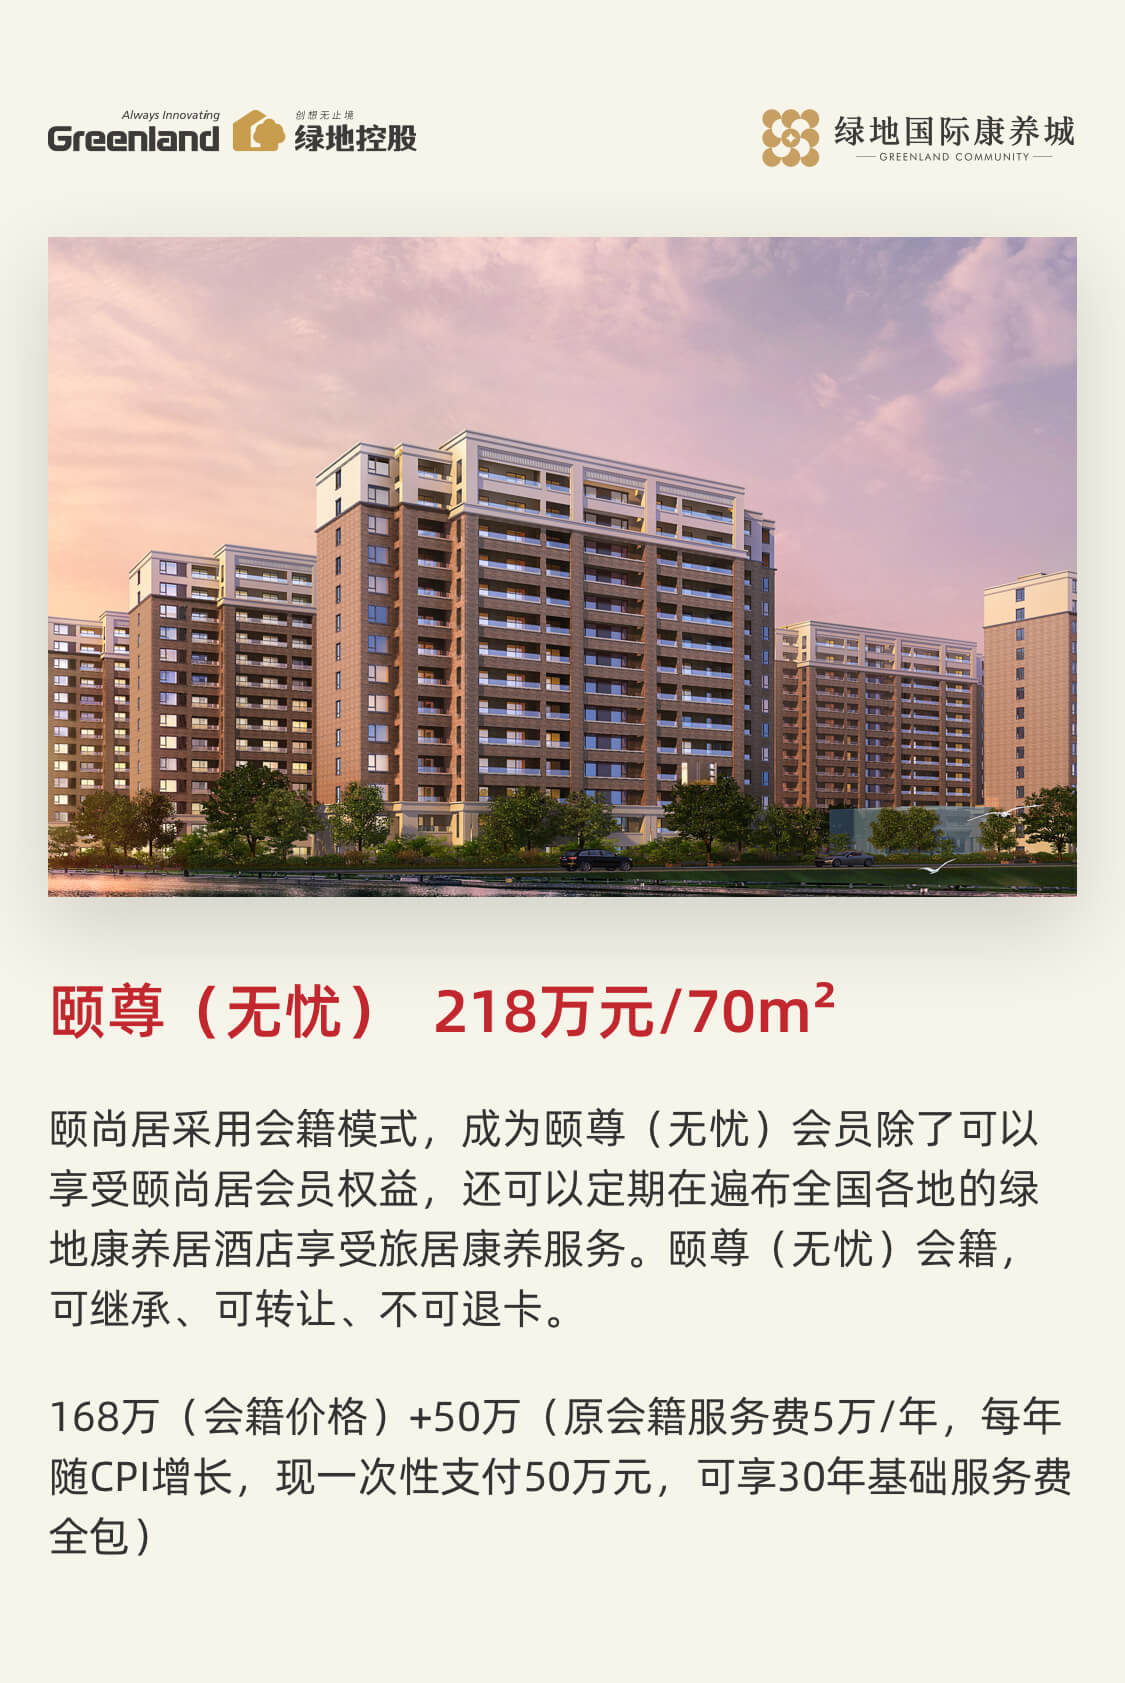 Always Innovating
Greenland
创想无止境
绿地控股
绿地国际康养城
GREENLAND COMMUNITY
颐尊（无忧） 218万元/70m²
颐尚居采用会籍模式，成为颐尊（无忧）会员除了可以
享受颐尚居会员权益，还可以定期在遍布全国各地的绿
地康养居酒店享受旅居康养服务。颐尊（无忧）会籍，
可继承、可转让、不可退卡。
168万（会籍价格）+50万（原会籍服务费5万/年，每年
随CPI增长，现一次性支付50万元，可享30年基础服务费
全包）